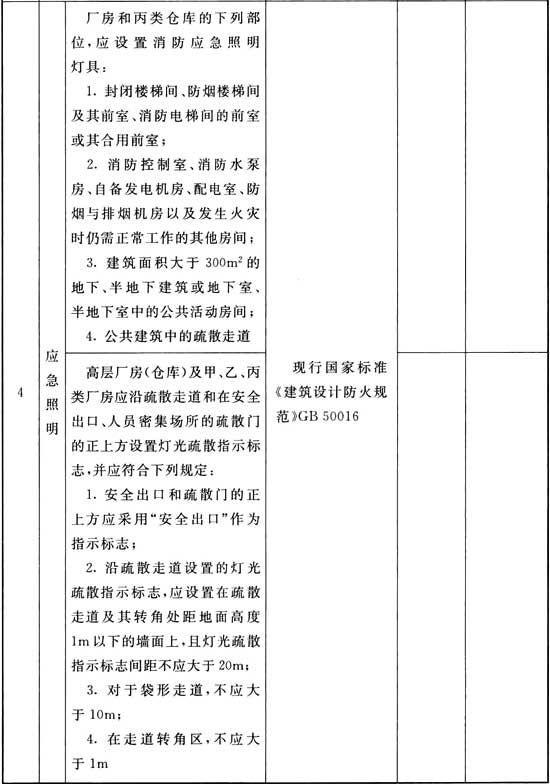 厂房和丙类仓库的下列部
位,应设置消防应急照明
灯具:
1. 封闭楼梯间、防烟楼梯间
及其前室、消防电梯间的前室
或其合用前室;
2. 消防控制室、消防水泵
房、自备发电机房、配电室、防
烟与排烟机房以及发生火灾
时仍需正常工作的其他房间;
3. 建筑面积大于300m²的
地下、半地下建筑或地下室、
半地下室中的公共活动房间;
4. 公共建筑中的疏散走道
4
应
急
照
明
高层厂房(仓库)及甲、乙、丙
类厂房应沿疏散走道和在安全
出口、人员密集场所的疏散门
的正上方设置灯光疏散指示标
志,并应符合下列规定:
1. 安全出口和疏散门的正
上方应采用“安全出口”作为
指示标志;
2. 沿疏散走道设置的灯光
疏散指示标志,应设置在疏散
走道及其转角处距地面高度
1m以下的墙面上,且灯光疏散
指示标志间距不应大于20m;
3. 对于袋形走道,不应大
于10m;
4. 在走道转角区,不应大
于1m
现行国家标准
《建筑设计防火规
范》GB 50016